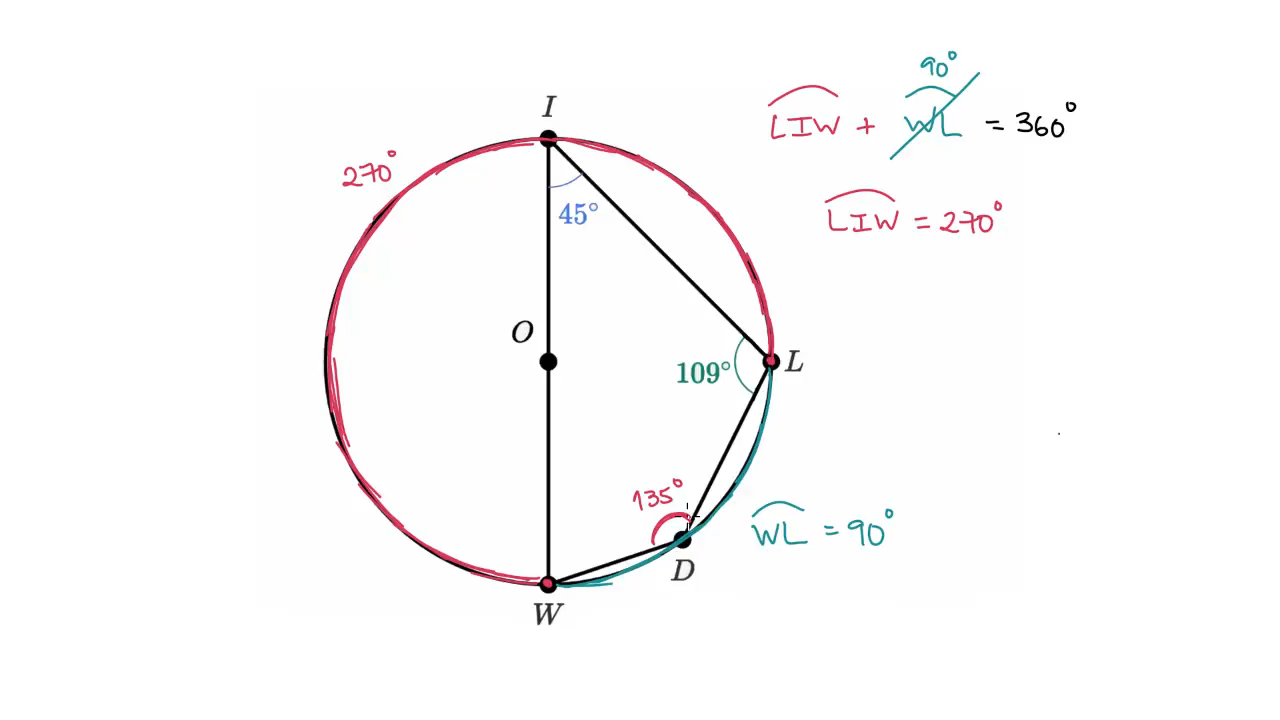 90°
I
LIW + WL = 360°
270°
45°
LIW = 270°
O
109°
L
135°
WL = 90°
D
W